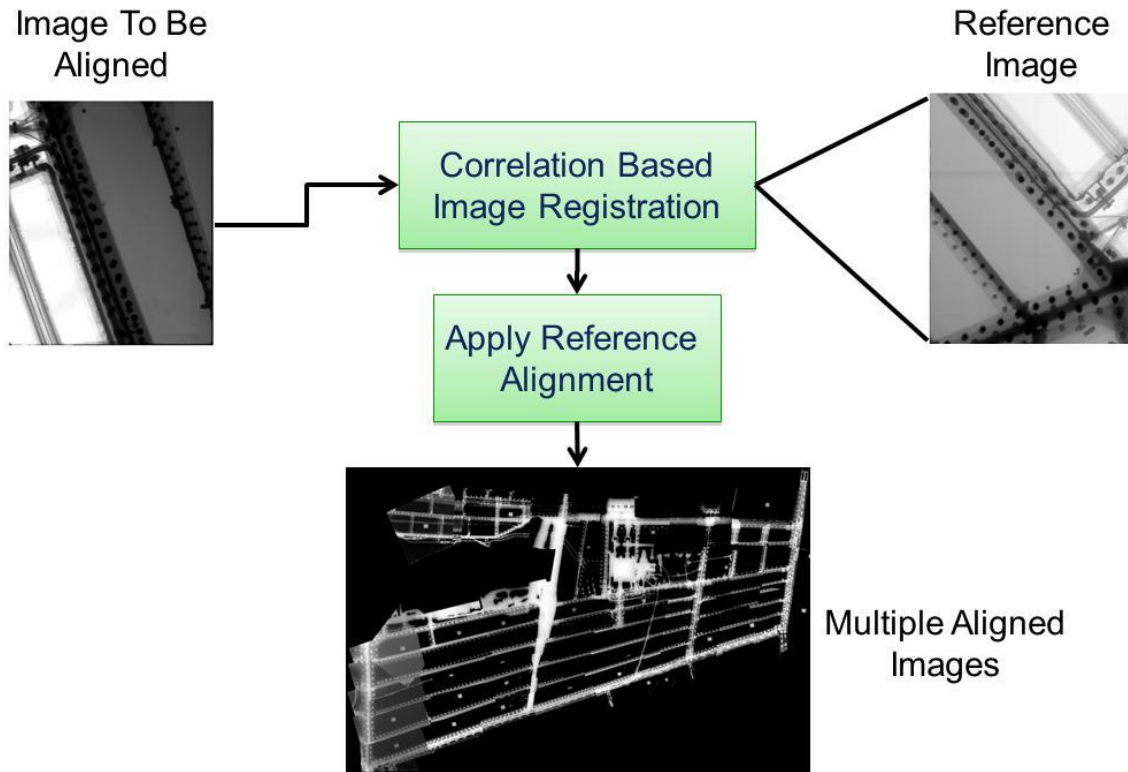 Image To Be
Aligned
Reference
Image
Correlation Based
Image Registration
Apply Reference
Alignment
Multiple Aligned
Images